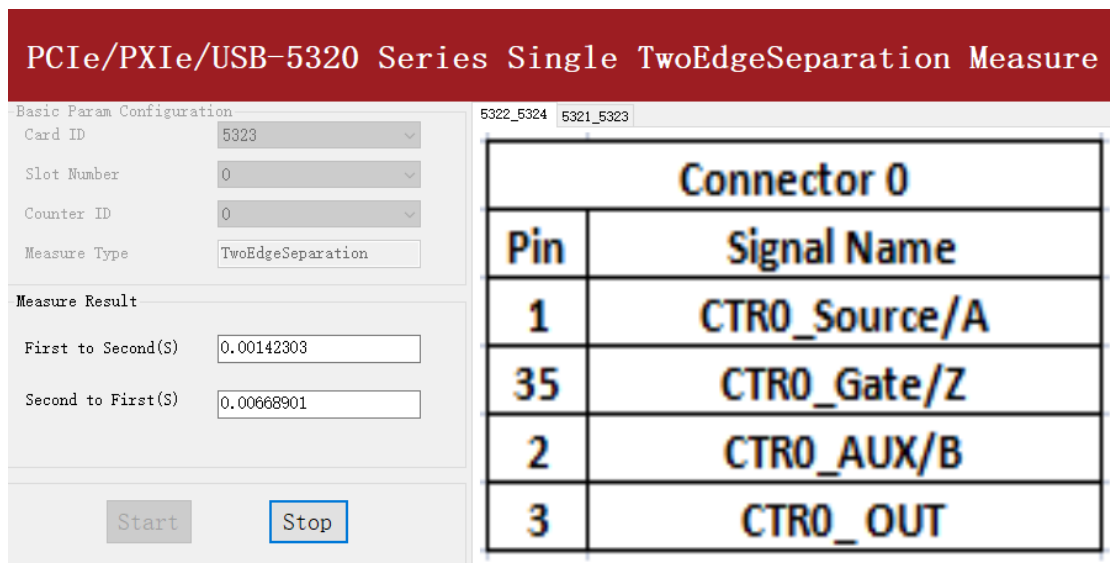 PCIe/PXIe/USB-5320 Series Single TwoEdgeSeparation Measure
Basic Param Configuration
Card ID 5323
Slot Number 0
Counter ID 0
Measure Type TwoEdgeSeparation
Measure Result
First to Second(S) 0.00142303
Second to First(S) 0.00668901
Start Stop
5322_5324 5321_5323
Connector 0
Pin Signal Name
1 CTR0_Source/A
35 CTR0_Gate/Z
2 CTR0_AUX/B
3 CTR0_ OUT